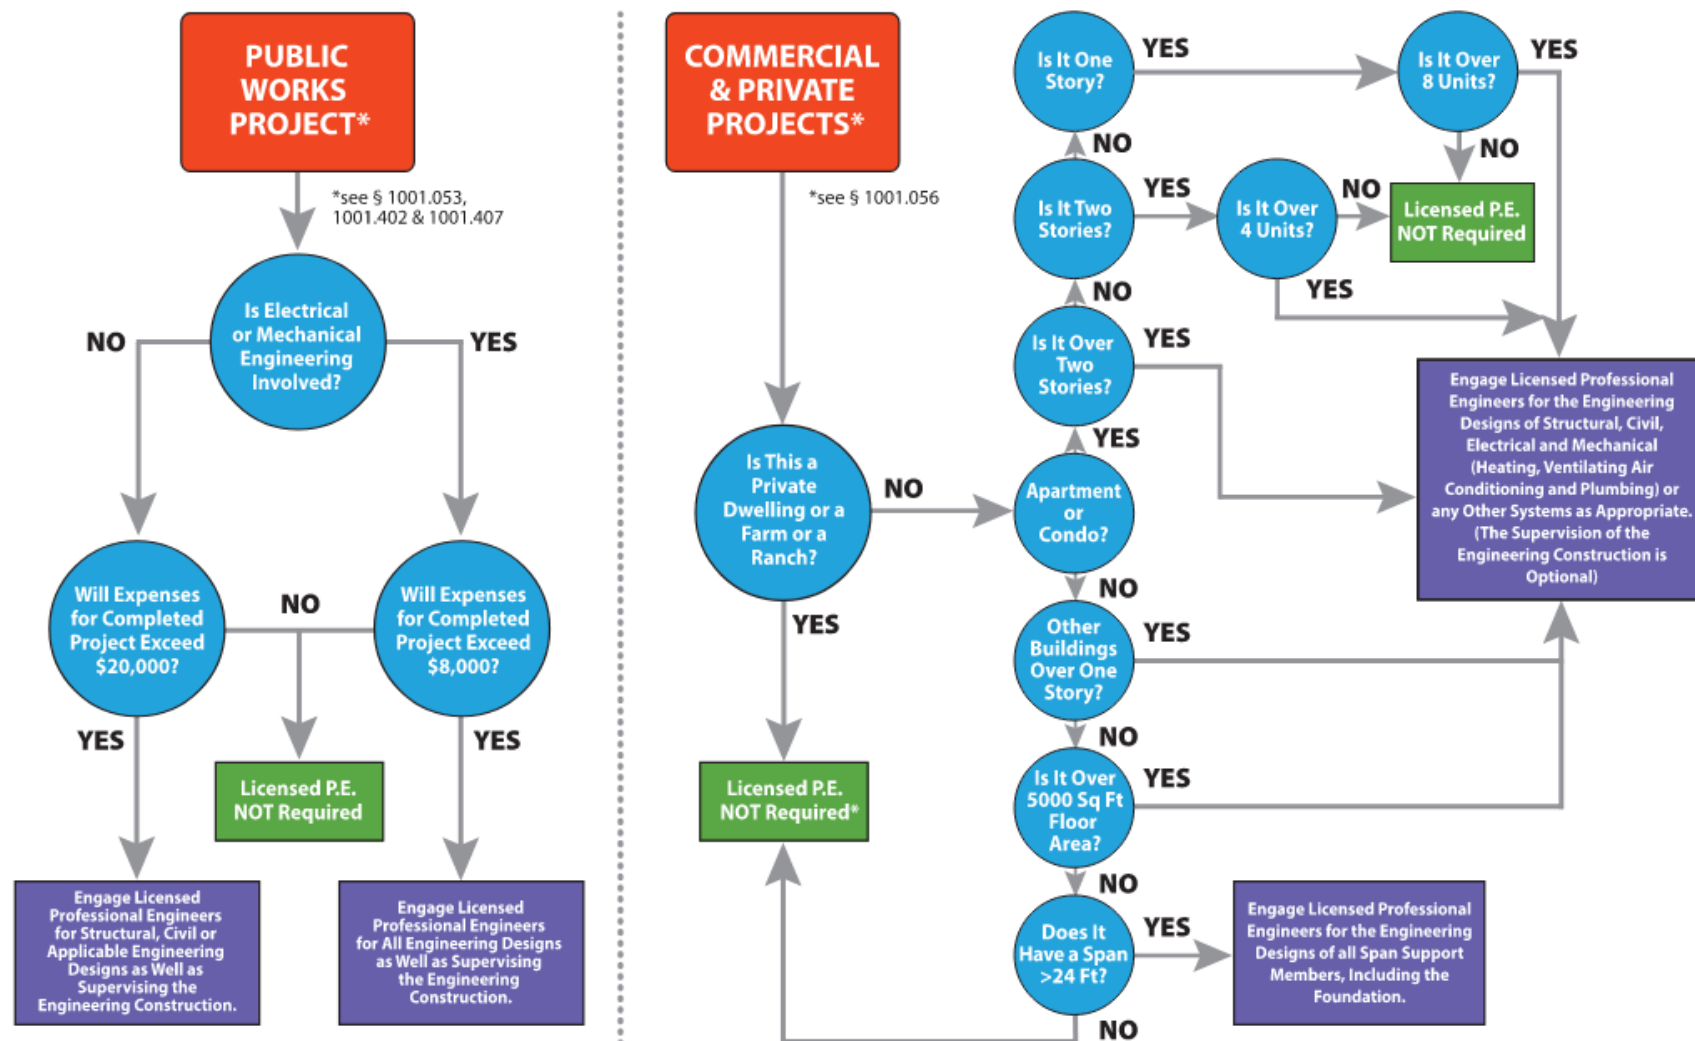 PUBLIC
WORKS
PROJECT*
*see § 1001.053,
1001.402 & 1001.407
Is Electrical
or Mechanical
Engineering
Involved?
NO
YES
Will Expenses
for Completed
Project Exceed
$20,000?
NO
Will Expenses
for Completed
Project Exceed
$8,000?
YES
YES
Licensed P.E.
NOT Required
Engage Licensed
Professional Engineers
for Structural, Civil or
Applicable Engineering
Designs as Well as
Supervising the
Engineering Construction.
Engage Licensed
Professional Engineers
for All Engineering Designs
as Well as Supervising
the Engineering
Construction.
COMMERCIAL
& PRIVATE
PROJECTS*
*see § 1001.056
Is This a
Private
Dwelling or a
Farm or a
Ranch?
NO
YES
Licensed P.E.
NOT Required*
Is It One
Story?
YES
Is It Over
8 Units?
YES
NO
NO
Is It Two
Stories?
YES
Is It Over
4 Units?
NO
Licensed P.E.
NOT Required
YES
NO
Is It Over
Two
Stories?
YES
YES
Apartment
or
Condo?
NO
Other
Buildings
Over One
Story?
YES
NO
Is It Over
5000 Sq Ft
Floor
Area?
YES
NO
Does It
Have a Span
>24 Ft?
YES
NO
Engage Licensed Professional
Engineers for the Engineering
Designs of Structural, Civil,
Electrical and Mechanical
(Heating, Ventilating Air
Conditioning and Plumbing) or
any Other Systems as Appropriate.
(The Supervision of the
Engineering Construction is
Optional)
Engage Licensed Professional
Engineers for the Engineering
Designs of all Span Support
Members, Including the
Foundation.